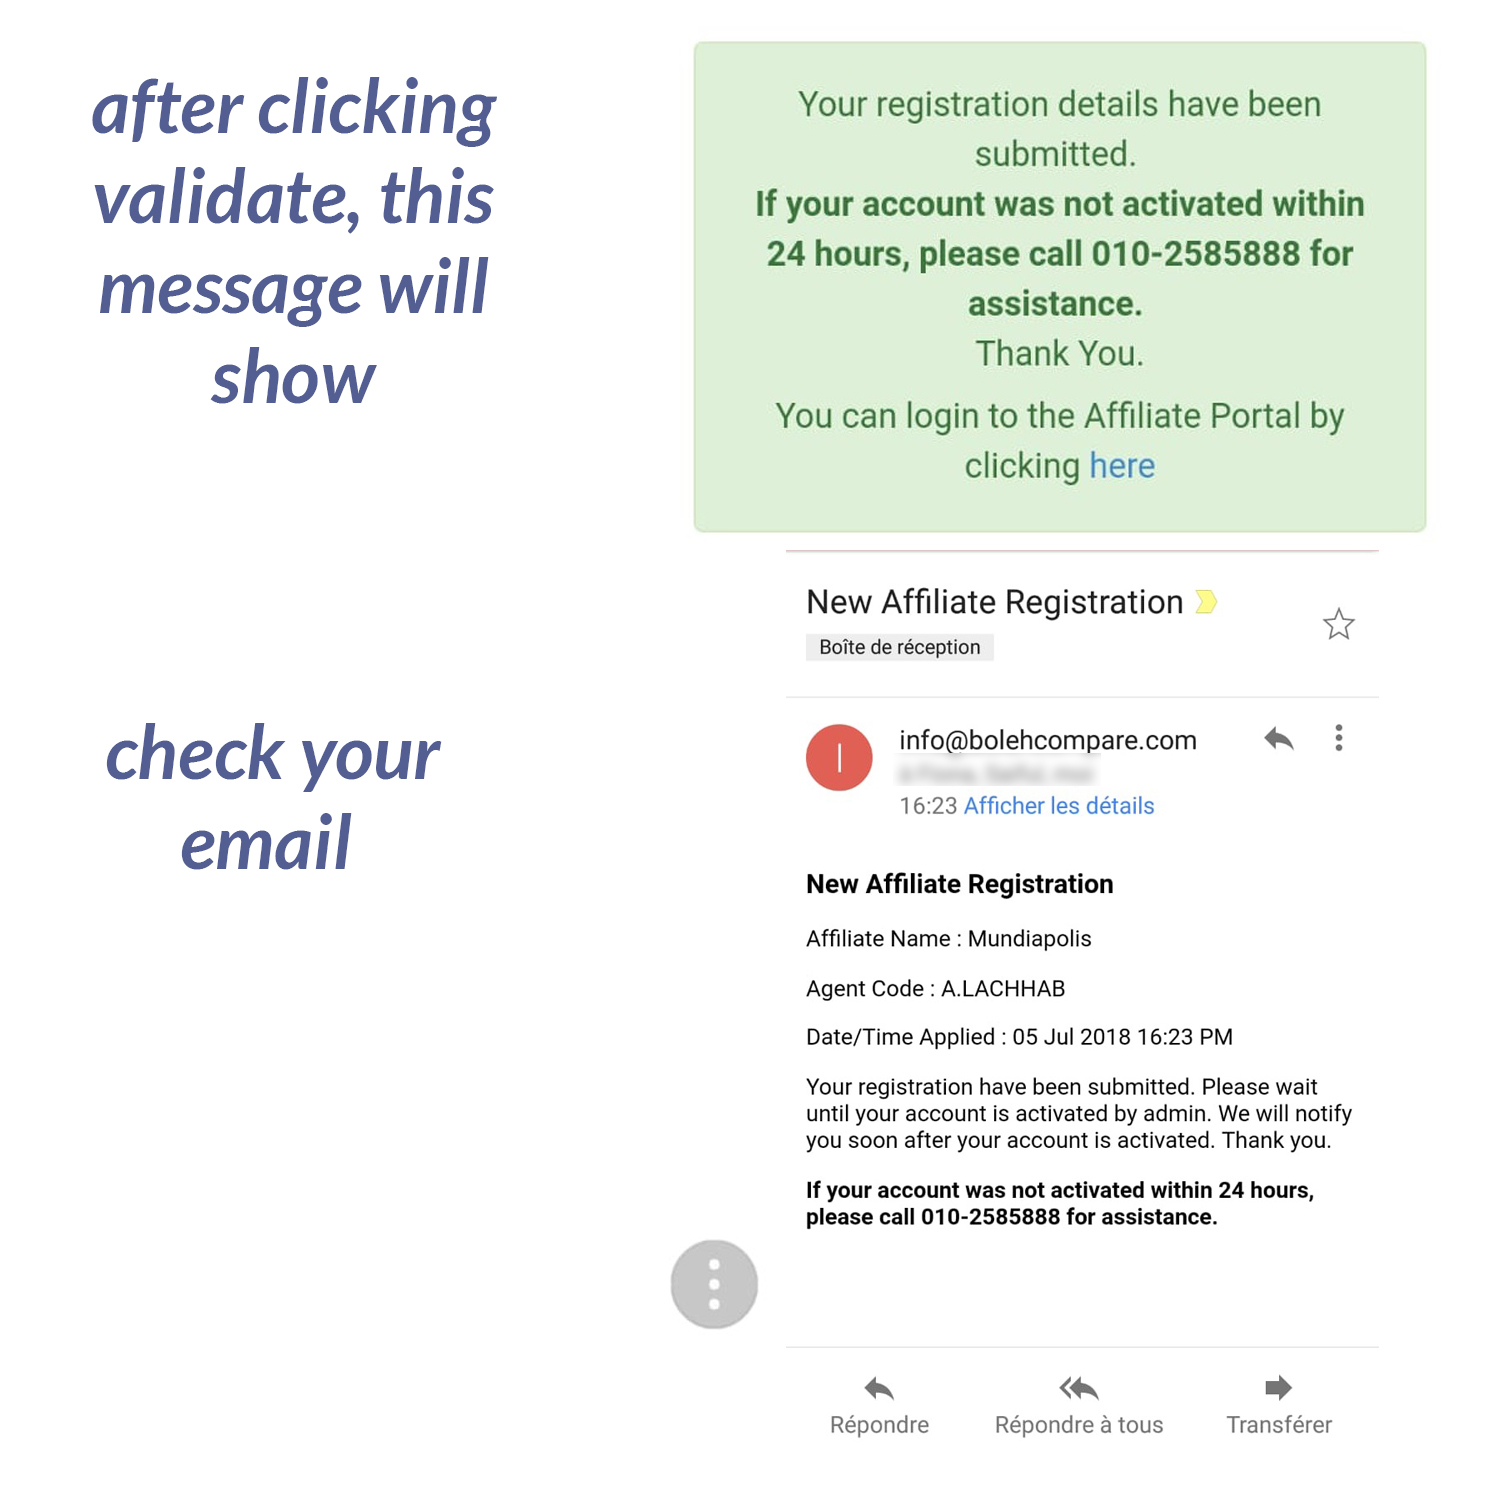 after clicking
validate, this
message will
show
Your registration details have been
submitted.
If your account was not activated within
24 hours, please call 010-2585888 for
assistance.
Thank You.
You can login to the Affiliate Portal by
clicking here
check your
email
New Affiliate Registration
Boîte de réception
I
info@bolehcompare.com
16:23 Afficher les détails
New Affiliate Registration
Affiliate Name : Mundiapolis
Agent Code : A.LACHHAB
Date/Time Applied : 05 Jul 2018 16:23 PM
Your registration have been submitted. Please wait
until your account is activated by admin. We will notify
you soon after your account is activated. Thank you.
If your account was not activated within 24 hours,
please call 010-2585888 for assistance.
Répondre
Répondre à tous
Transférer